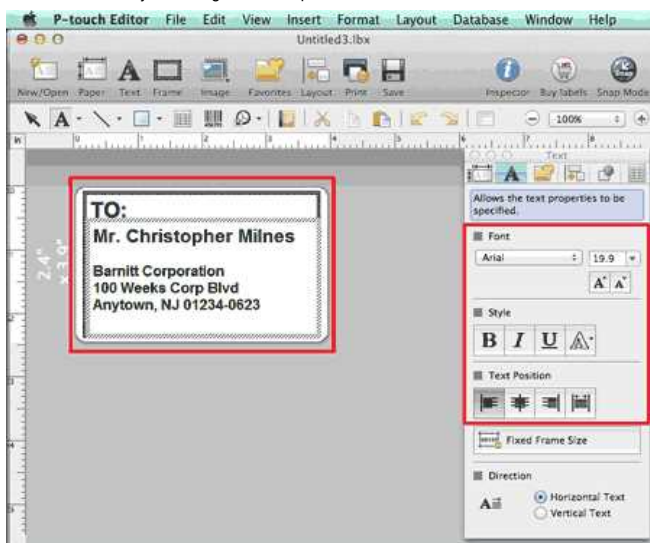 P-touch Editor File Edit View Insert Format Layout Database Window Help
Untitled3.lbx
New/Open Paper Text Frame Image Favorites Layout Print Save Inspector Buy labels Snap Mode
A 100%
Text
A
Allows the text properties to be
specified.
Font
Arial 19.9
A A
Style
B I U A
Text Position
Fixed Frame Size
Direction
A Horizontal Text
Vertical Text
2.4"
x 3.9"
TO:
Mr. Christopher Milnes
Barnitt Corporation
100 Weeks Corp Blvd
Anytown, NJ 01234-0623